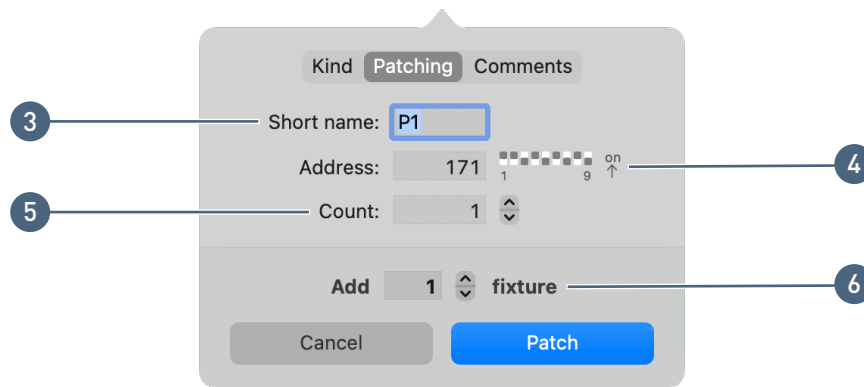 Kind Patching Comments
3 Short name: P1
Address: 171 1 9 on 4
5 Count: 1
Add 1 fixture 6
Cancel Patch